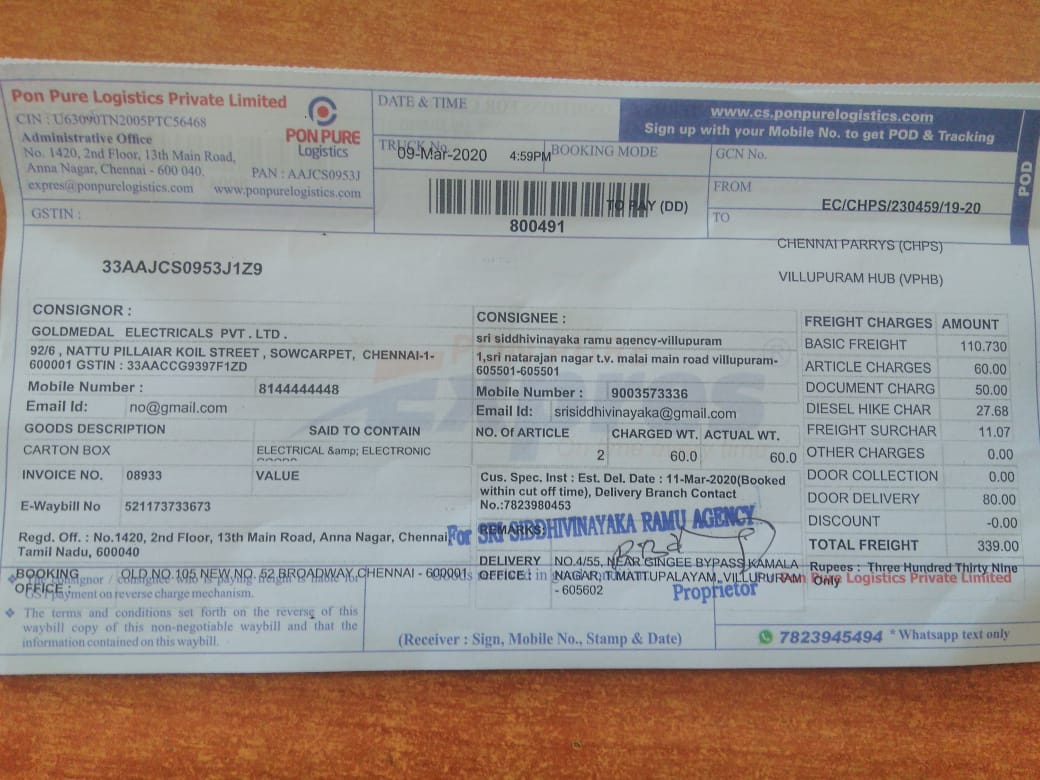 Pon Pure Logistics Private Limited
CIN : U63090TN2005PTC56468
Administrative Office
No. 1420, 2nd Floor, 13th Main Road,
Anna Nagar, Chennai - 600 040.
PAN : AAJCS0953J
expres@ponpurelogistics.com www.ponpurelogistics.com
PON PURE
Logistics
GSTIN :
33AAJCS0953J1Z9
DATE & TIME
TRUCK No.
09-Mar-2020 4:59PM
BOOKING MODE
TO PAY (DD)
800491
www.cs.ponpurelogistics.com
Sign up with your Mobile No. to get POD & Tracking
POD
GCN No.
FROM
EC/CHPS/230459/19-20
TO
CHENNAI PARRYS (CHPS)
VILLUPURAM HUB (VPHB)
CONSIGNOR :
GOLDMEDAL ELECTRICALS PVT . LTD .
92/6 , NATTU PILLAIAR KOIL STREET , SOWCARPET, CHENNAI-1-
600001 GSTIN : 33AACCG9397F1ZD
Mobile Number : 8144444448
Email Id: no@gmail.com
GOODS DESCRIPTION SAID TO CONTAIN
CARTON BOX ELECTRICAL &amp; ELECTRONIC
INVOICE NO. 08933 VALUE
E-Waybill No 521173733673
Regd. Off. : No.1420, 2nd Floor, 13th Main Road, Anna Nagar, Chennai,
Tamil Nadu, 600040
BOOKING OLD NO.105 NEW NO. 52 BROADWAY,CHENNAI - 600001
OFFICE :
CONSIGNEE :
sri siddhivinayaka ramu agency-villupuram
1,sri natarajan nagar t.v. malai main road villupuram-
605501-605501
Mobile Number : 9003573336
Email Id: srisiddhivinayaka@gmail.com
NO. Of ARTICLE CHARGED WT. ACTUAL WT.
2 60.0 60.0
Cus. Spec. Inst : Est. Del. Date : 11-Mar-2020(Booked
within cut off time), Delivery Branch Contact
No.:7823980453
REMARKS:
For SRI SIDDHIVINAYAKA RAMU AGENCY
DELIVERY NO.4/55, NEAR GINGEE BYPASS,KAMALA
OFFICE : NAGAR, T.MATTUPALAYAM, VILLUPURAM
- 605602
Proprietor
FREIGHT CHARGES AMOUNT
BASIC FREIGHT 110.730
ARTICLE CHARGES 60.00
DOCUMENT CHARG 50.00
DIESEL HIKE CHAR 27.68
FREIGHT SURCHAR 11.07
OTHER CHARGES 0.00
DOOR COLLECTION 0.00
DOOR DELIVERY 80.00
DISCOUNT -0.00
TOTAL FREIGHT 339.00
Rupees : Three Hundred Thirty Nine
Only
Pon Pure Logistics Private Limited
GST payment on reverse charge mechanism.
The terms and conditions set forth on the reverse of this
waybill copy of this non-negotiable waybill and that the
information contained on this waybill.
(Receiver : Sign, Mobile No., Stamp & Date)
7823945494 * Whatsapp text only